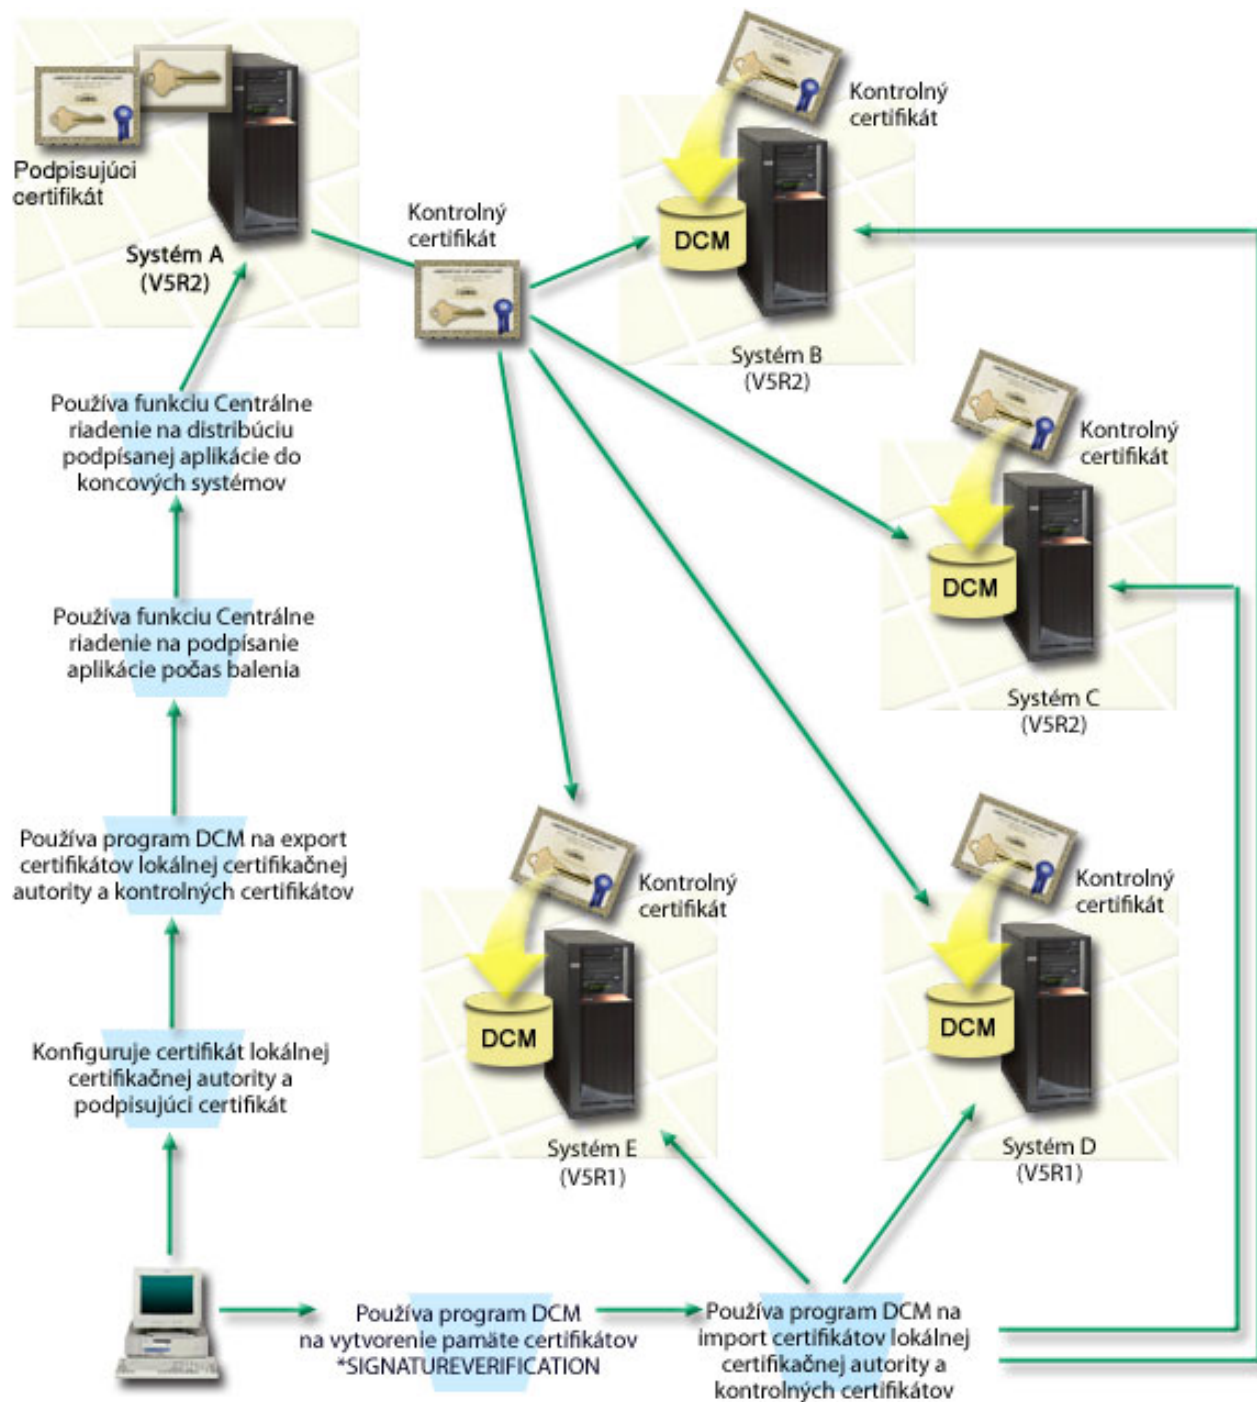 Podpisujúci
certifikát
Systém A
(V5R2)
Kontrolný
certifikát
Kontrolný
certifikát
DCM
Systém B
(V5R2)
Kontrolný
certifikát
DCM
Systém C
(V5R2)
Používa funkciu Centrálne
riadenie na distribúciu
podpísanej aplikácie do
koncových systémov
Používa funkciu Centrálne
riadenie na podpísanie
aplikácie počas balenia
Používa program DCM na export
certifikátov lokálnej certifikačnej
autority a kontrolných certifikátov
Konfiguruje certifikát lokálnej
certifikačnej autority a
podpisujúci certifikát
Kontrolný
certifikát
DCM
Systém E
(V5R1)
Kontrolný
certifikát
DCM
Systém D
(V5R1)
Používa program DCM
na vytvorenie pamäte certifikátov
*SIGNATUREVERIFICATION
Používa program DCM na
import certifikátov lokálnej
certifikačnej autority a
kontrolných certifikátov